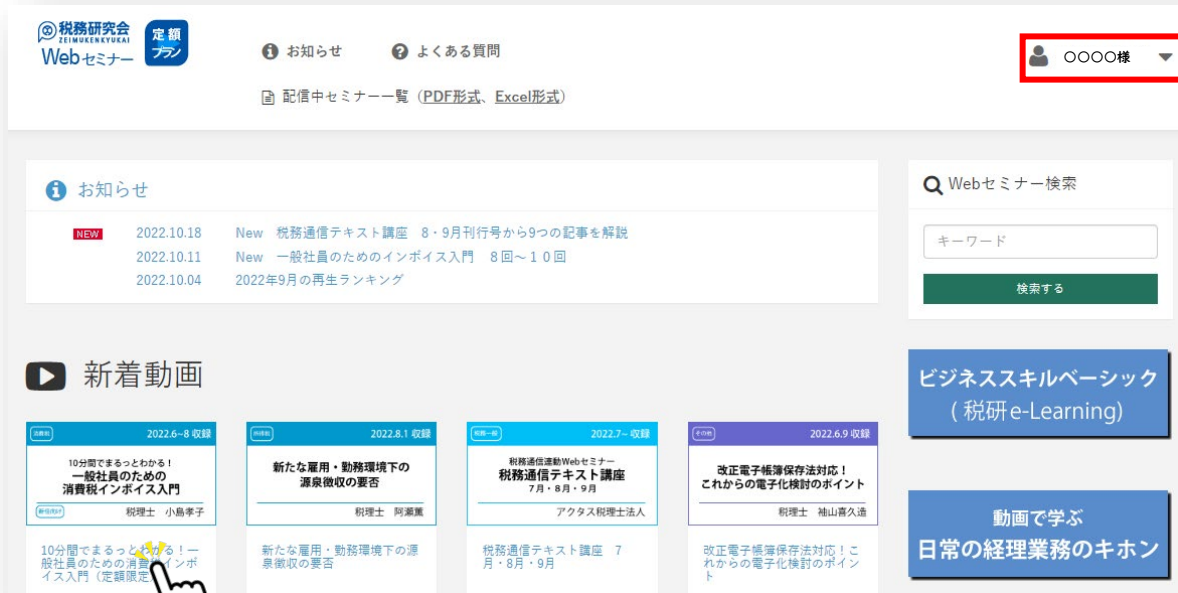 税務研究会
ZEIMUKENKYUKAI
Webセミナー
定額
プラン
お知らせ
よくある質問
配信中セミナー一覧（PDF形式、Excel形式）
○○○○様
お知らせ
NEW 2022.10.18 New 税務通信テキスト講座 8・9月刊行号から9つの記事を解説
2022.10.11 New 一般社員のためのインボイス入門 8回～10回
2022.10.04 2022年9月の再生ランキング
Webセミナー検索
キーワード
検索する
新着動画
消費税 2022.6~8 収録
10分間でまるっとわかる！
一般社員のための
消費税インボイス入門
税理士 小島孝子
10分間でまるっとわかる！一
般社員のための消費税インボ
イス入門（定額限定
2022.8.1 収録
新たな雇用・勤務環境下の
源泉徴収の要否
税理士 阿瀬薫
新たな雇用・勤務環境下の源
泉徴収の要否
税務一般 2022.7~ 収録
税務通信連動Webセミナー
税務通信テキスト講座
7月・8月・9月
アクタス税理士法人
税務通信テキスト講座 7
月・8月・9月
その他 2022.6.9 収録
改正電子帳簿保存法対応！
これからの電子化検討のポイント
税理士 袖山喜久造
改正電子帳簿保存法対応！こ
れからの電子化検討のポイン
ト
ビジネススキルベーシック
(税研e-Learning)
動画で学ぶ
日常の経理業務のキホン